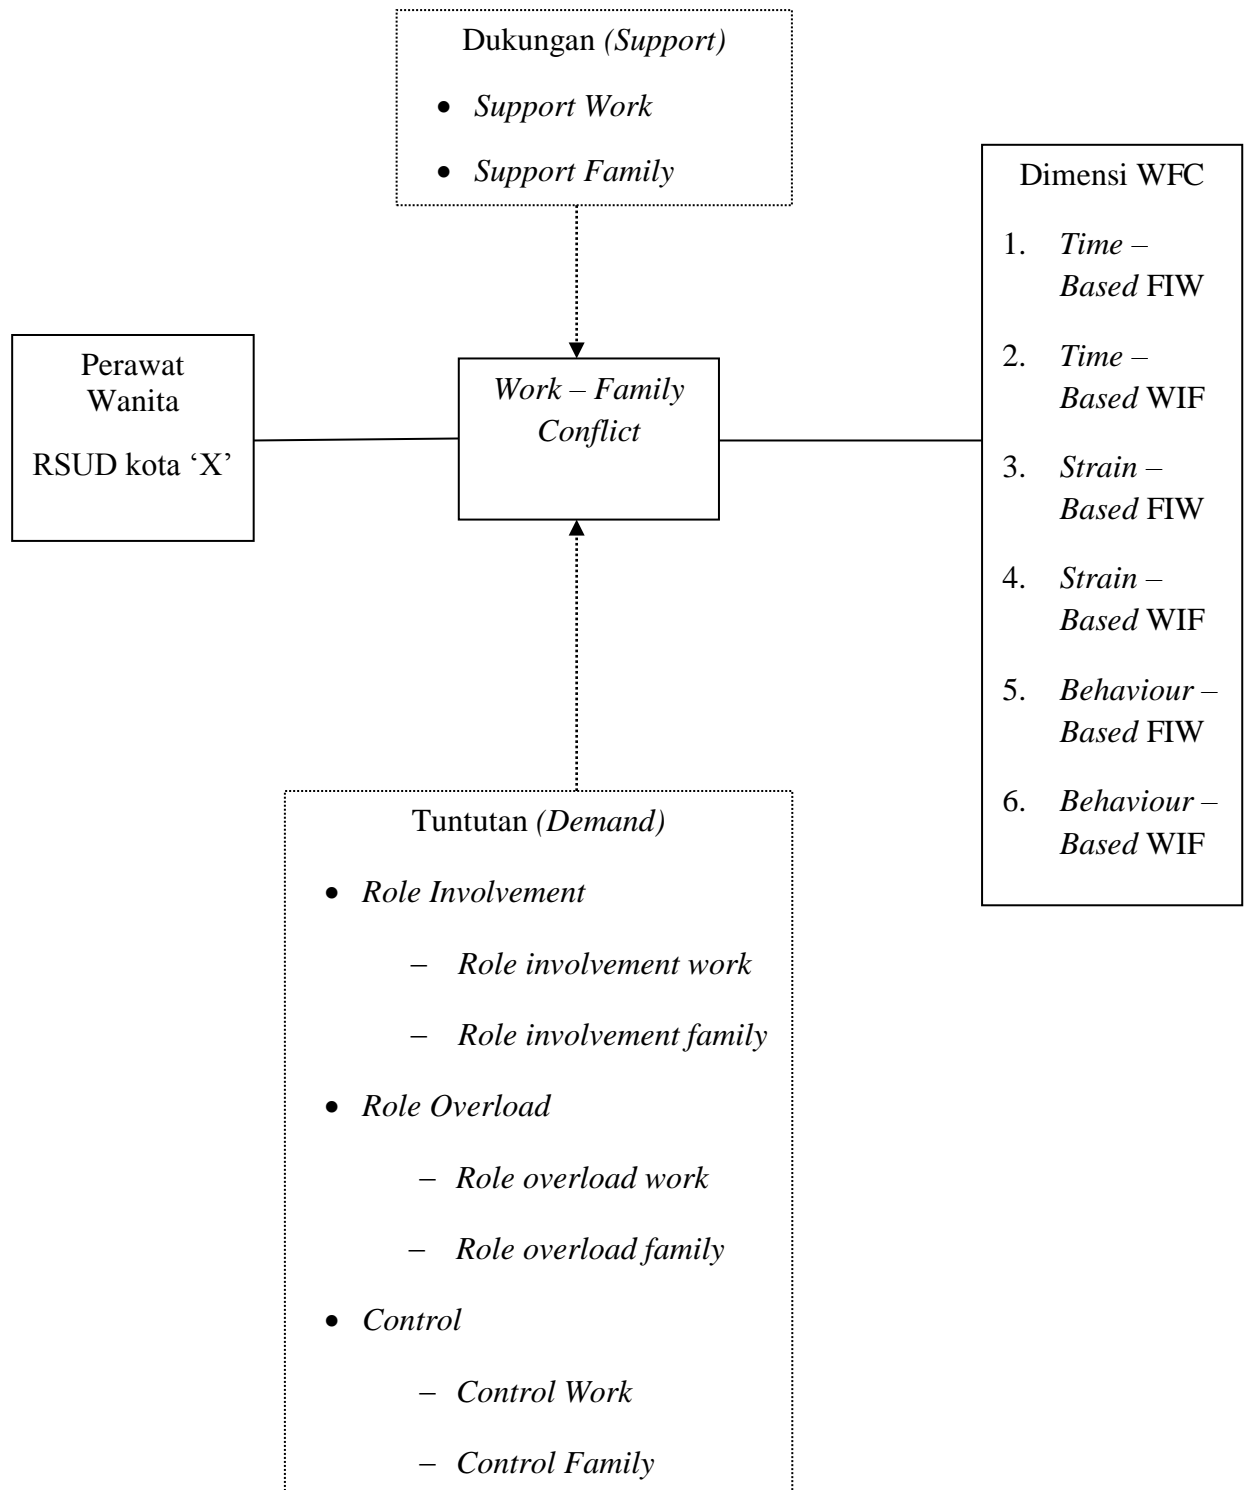 Dukungan (Support)
• Support Work
• Support Family
Perawat
Wanita
RSUD kota ‘X’
Work – Family
Conflict
Dimensi WFC
1. Time –
Based FIW
2. Time –
Based WIF
3. Strain –
Based FIW
4. Strain –
Based WIF
5. Behaviour –
Based FIW
6. Behaviour –
Based WIF
Tuntutan (Demand)
• Role Involvement
– Role involvement work
– Role involvement family
• Role Overload
– Role overload work
– Role overload family
• Control
– Control Work
– Control Family